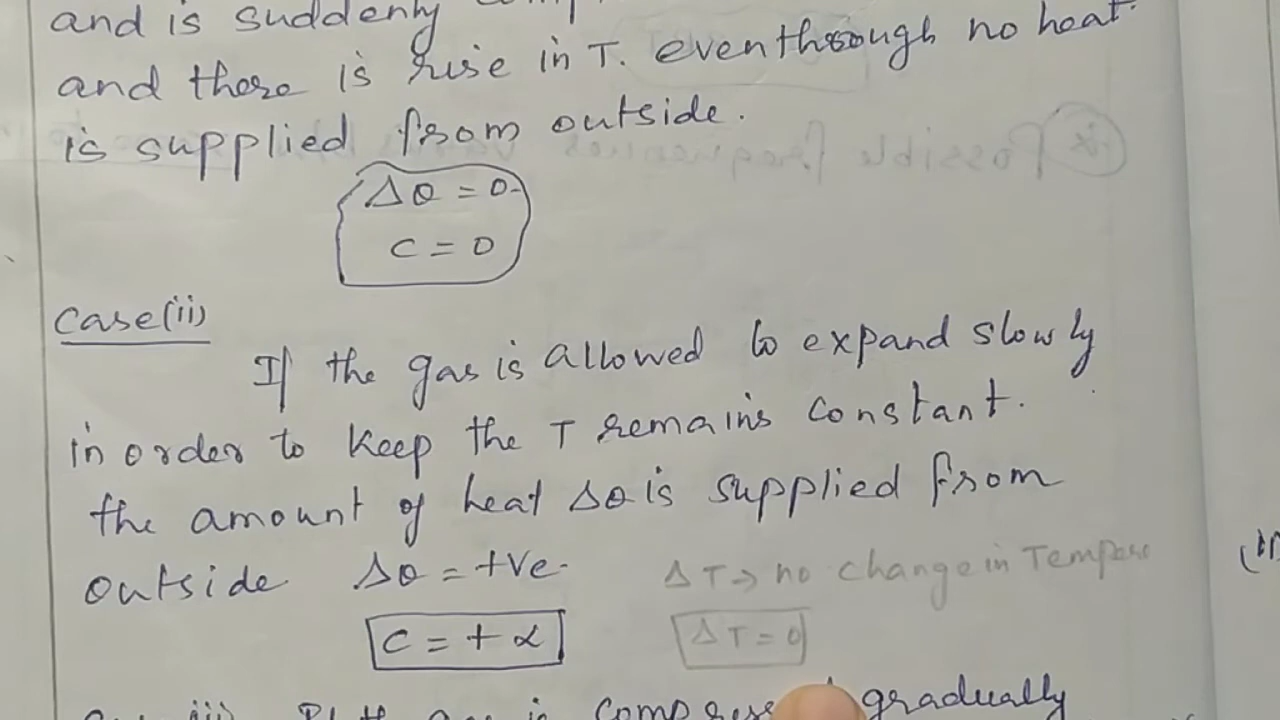 and is suddenly
and there is rise in T. eventhrough no heat
is supplied from outside.
ΔQ = 0
C = 0
Case(ii)
If the gas is allowed to expand slowly
in order to keep the T remains constant.
the amount of heat ΔQ is supplied from
outside ΔQ = +ve.
ΔT → no change in Tempera
C = + α
ΔT = 0
gradually